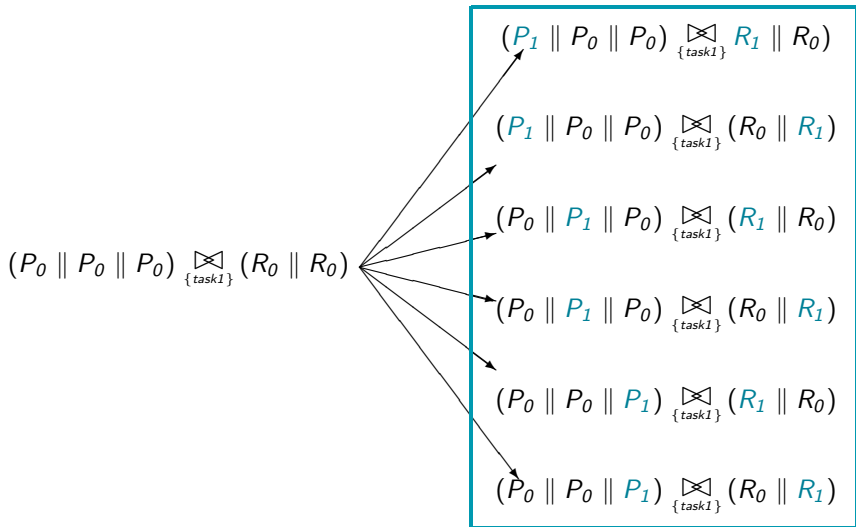 (P₁ ∥ P₀ ∥ P₀) ⋈ R₁ ∥ R₀)
{task1}
(P₁ ∥ P₀ ∥ P₀) ⋈ (R₀ ∥ R₁)
{task1}
(P₀ ∥ P₁ ∥ P₀) ⋈ (R₁ ∥ R₀)
{task1}
(P₀ ∥ P₀ ∥ P₀) ⋈ (R₀ ∥ R₀)
{task1}
(P₀ ∥ P₁ ∥ P₀) ⋈ (R₀ ∥ R₁)
{task1}
(P₀ ∥ P₀ ∥ P₁) ⋈ (R₁ ∥ R₀)
{task1}
(P₀ ∥ P₀ ∥ P₁) ⋈ (R₀ ∥ R₁)
{task1}